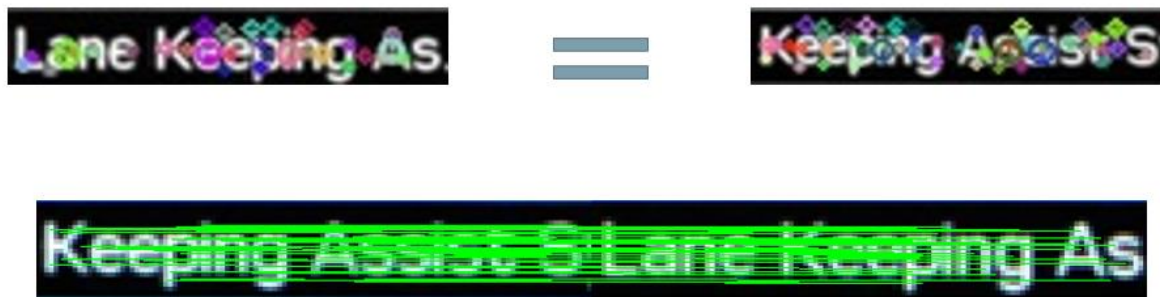 Lane Keeping As.
=
Keeping Assist S
Keeping Assist S Lane Keeping As